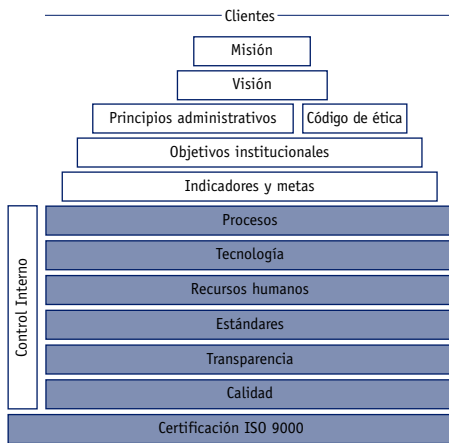 Clientes
Misión
Visión
Principios administrativos
Código de ética
Objetivos institucionales
Indicadores y metas
Control Interno
Procesos
Tecnología
Recursos humanos
Estándares
Transparencia
Calidad
Certificación ISO 9000